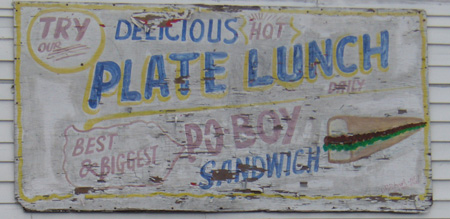 TRY
OUR
DELICIOUS HOT
PLATE LUNCH
DAILY
BEST
& BIGGEST
PO BOY
SANDWICH